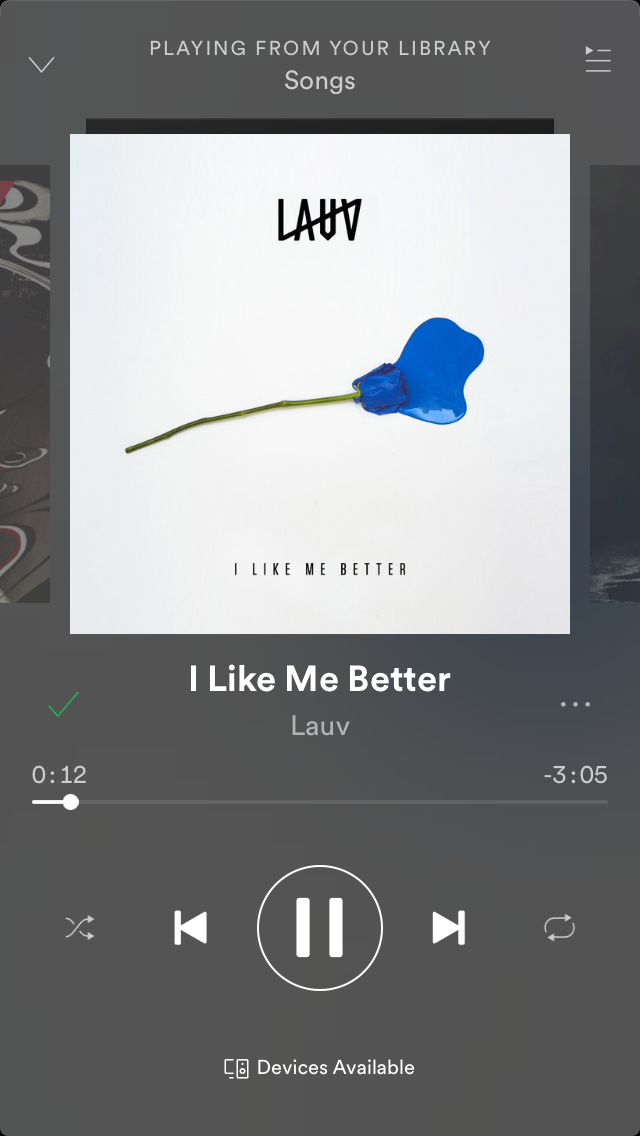 PLAYING FROM YOUR LIBRARY
Songs
LAUV
I LIKE ME BETTER
I Like Me Better
Lauv
0:12
-3:05
Devices Available